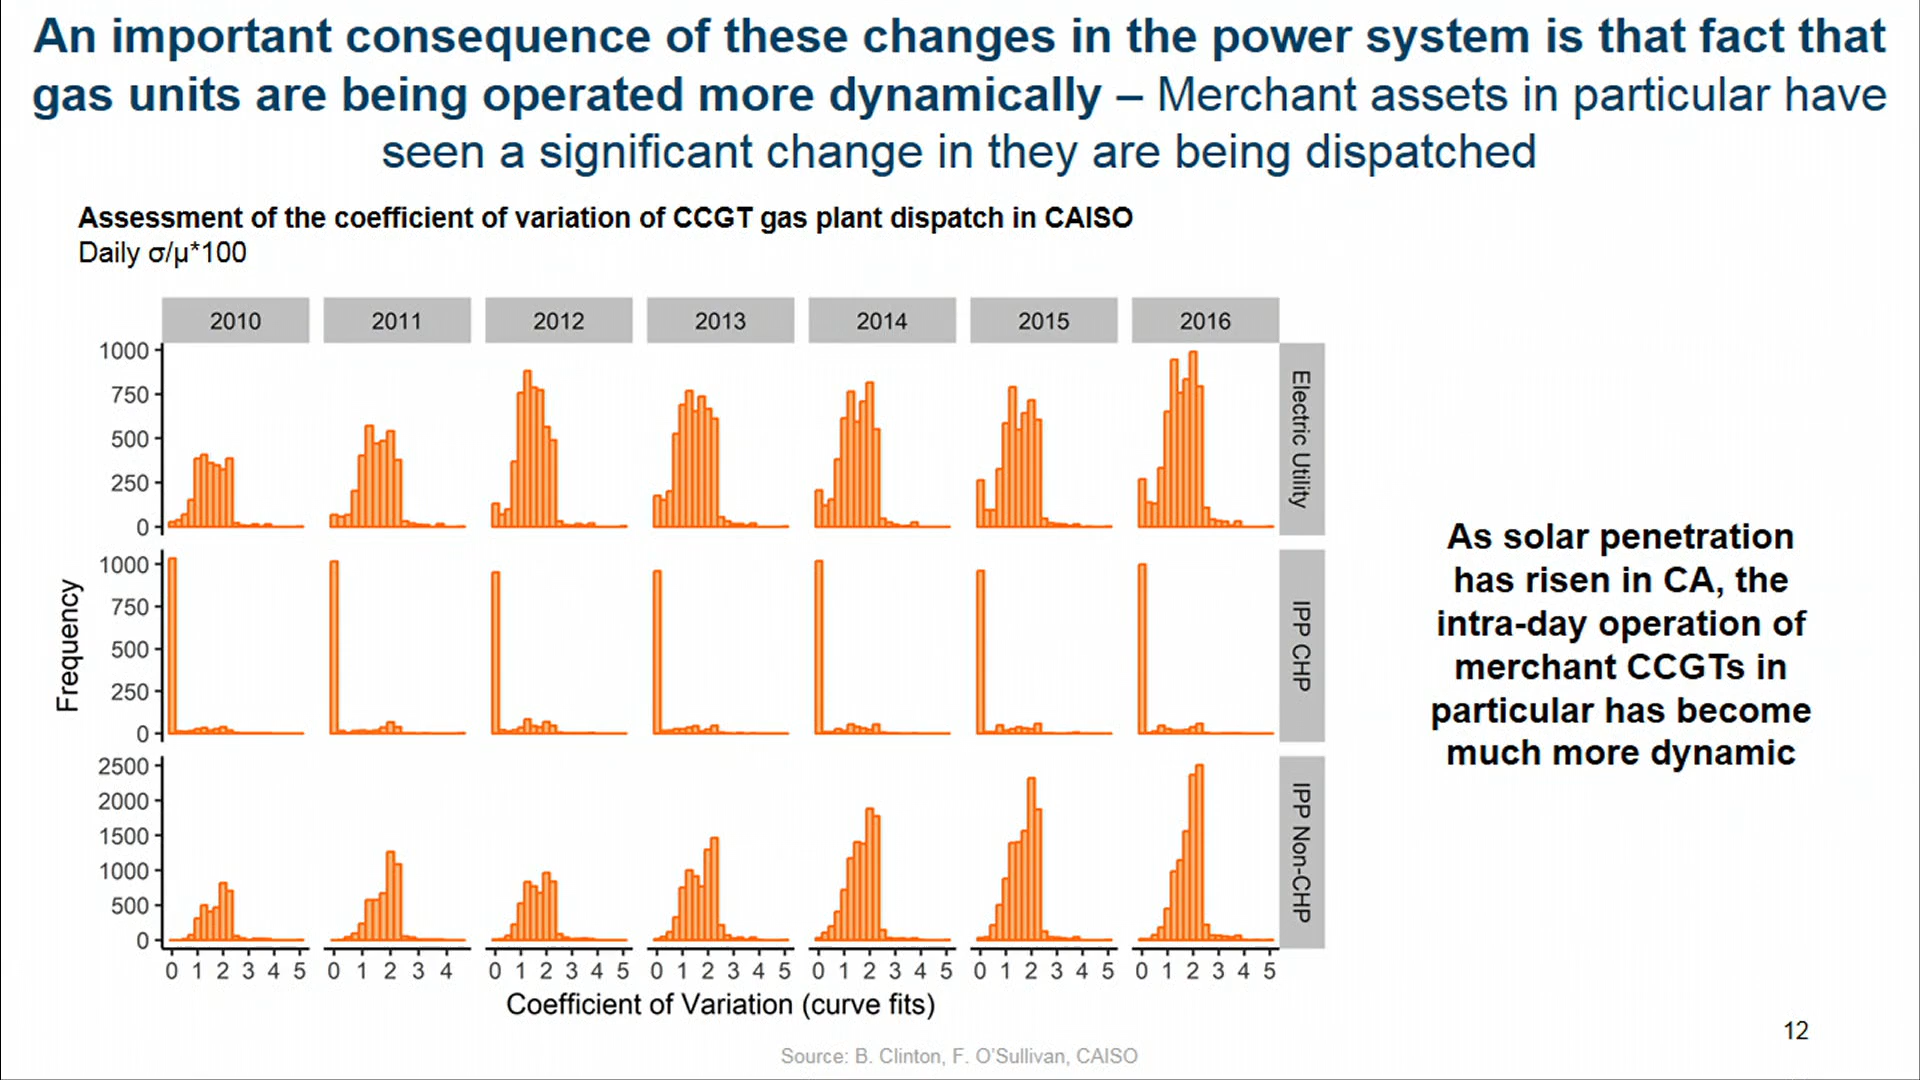 An important consequence of these changes in the power system is that fact that
gas units are being operated more dynamically – Merchant assets in particular have
seen a significant change in they are being dispatched
Assessment of the coefficient of variation of CCGT gas plant dispatch in CAISO
Daily σ/μ*100
2010 2011 2012 2013 2014 2015 2016
1000
750
500
250
0
Electric Utility
1000
750
500
250
0
IPP CHP
2500
2000
1500
1000
500
0
IPP Non-CHP
Frequency
0 1 2 3 4 5 0 1 2 3 4 0 1 2 3 4 5 0 1 2 3 4 5 0 1 2 3 4 5 0 1 2 3 4 5 0 1 2 3 4 5
Coefficient of Variation (curve fits)
As solar penetration
has risen in CA, the
intra-day operation of
merchant CCGTs in
particular has become
much more dynamic
12
Source: B. Clinton, F. O'Sullivan, CAISO